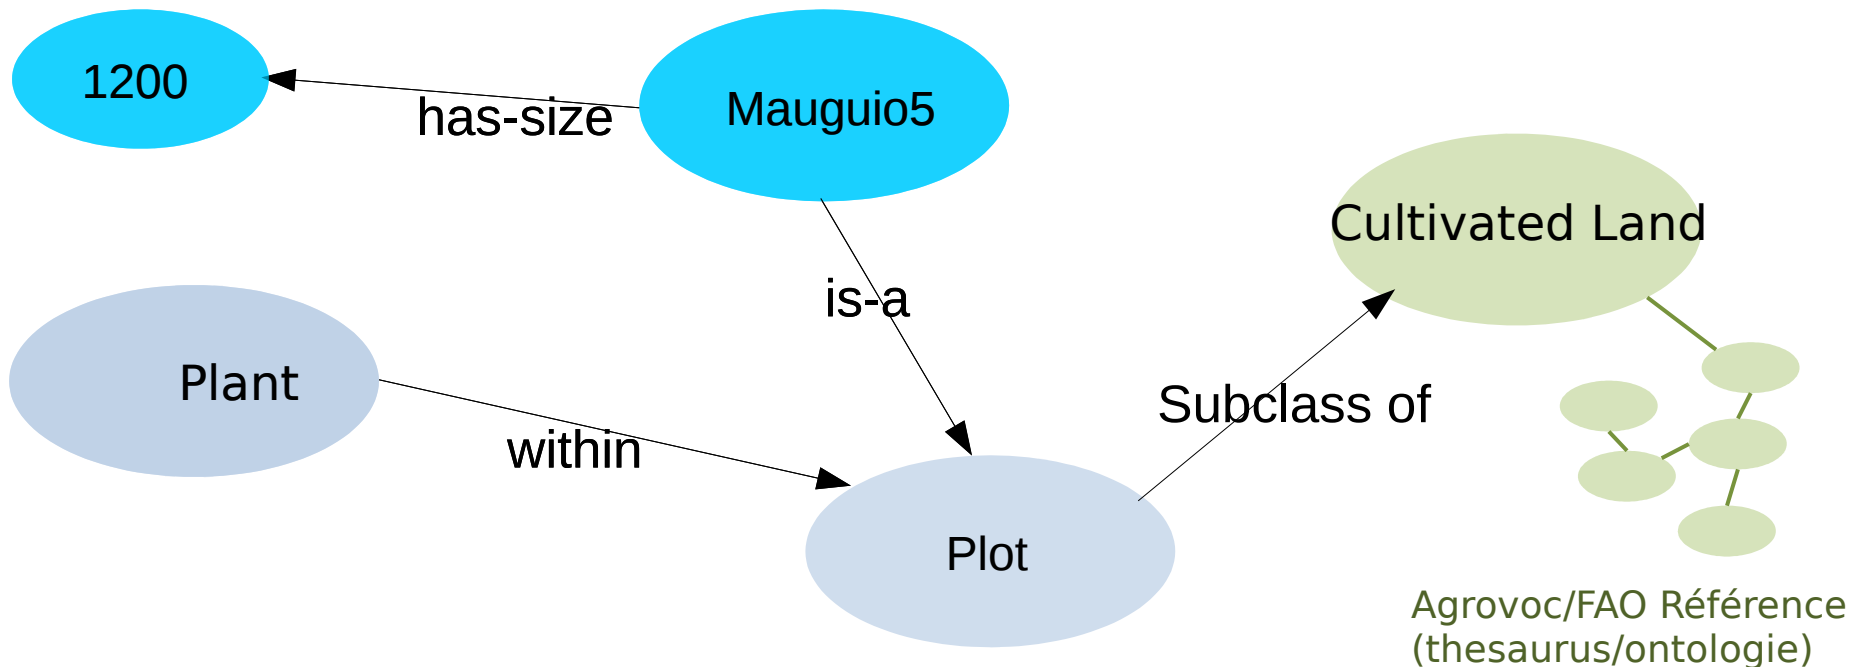 1200
has-size
Mauguio5
Cultivated Land
is-a
Plant
within
Subclass of
Plot
Agrovoc/FAO Référence
(thesaurus/ontologie)